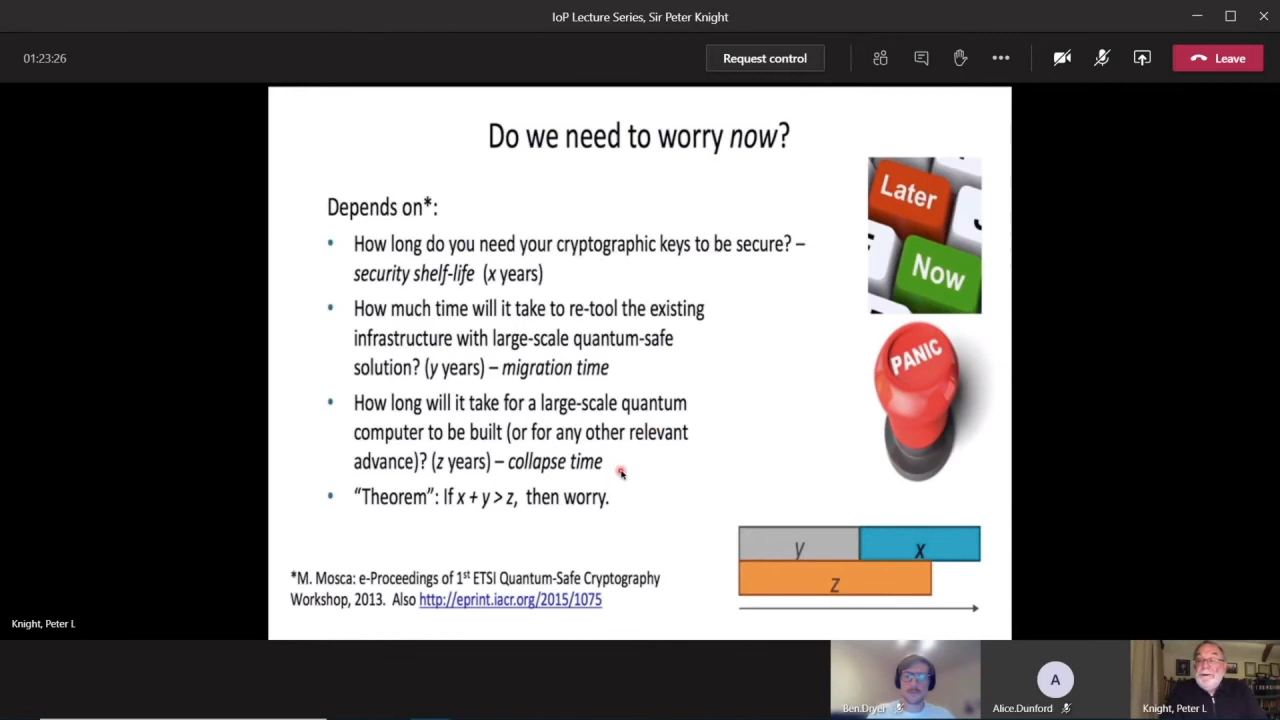 IoP Lecture Series, Sir Peter Knight
01:23:26
Request control
Leave
Do we need to worry now?
Later
Now
Depends on*:
• How long do you need your cryptographic keys to be secure? –
security shelf-life (x years)
• How much time will it take to re-tool the existing
infrastructure with large-scale quantum-safe
solution? (y years) – migration time
PANIC
• How long will it take for a large-scale quantum
computer to be built (or for any other relevant
advance)? (z years) – collapse time
• “Theorem”: If x + y > z, then worry.
y x
z
*M. Mosca: e-Proceedings of 1st ETSI Quantum-Safe Cryptography
Workshop, 2013. Also http://eprint.iacr.org/2015/1075
Knight, Peter L
A
Ben.Dryer
Alice.Dunford
Knight, Peter L